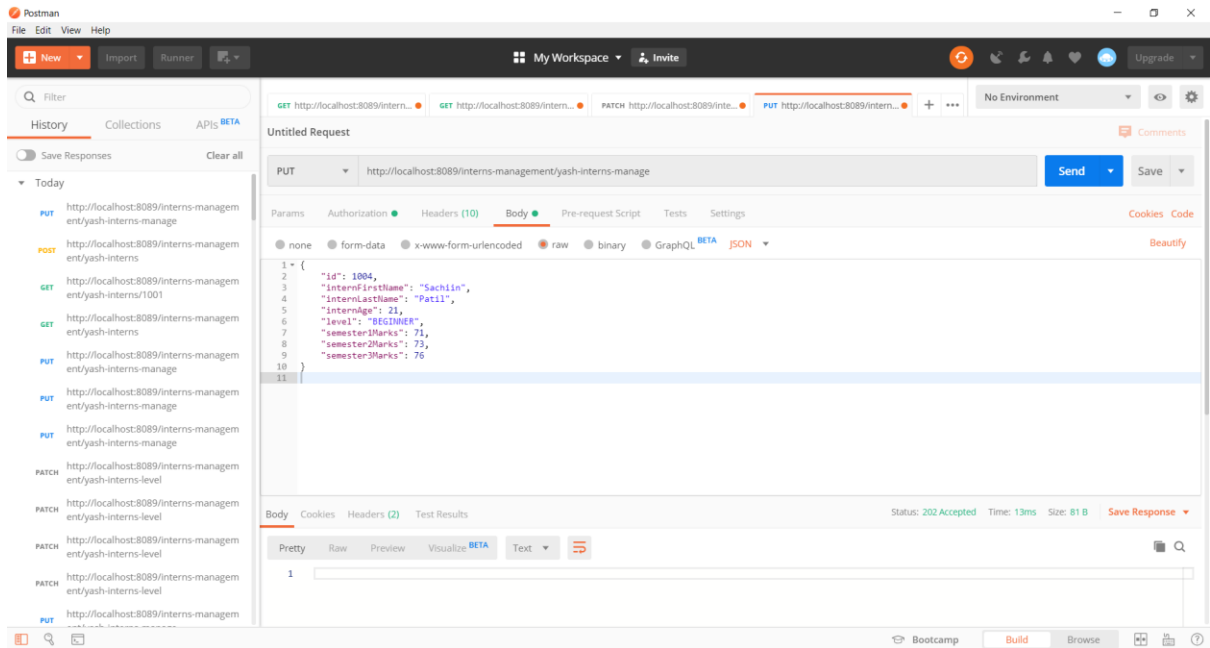 Postman
File Edit View Help
New Import Runner My Workspace Invite Upgrade
Filter
History Collections APIs BETA
Save Responses Clear all
Today
PUT http://localhost:8089/interns-managem
ent/yash-interns-manage
POST http://localhost:8089/interns-managem
ent/yash-interns
GET http://localhost:8089/interns-managem
ent/yash-interns/1001
GET http://localhost:8089/interns-managem
ent/yash-interns
PUT http://localhost:8089/interns-managem
ent/yash-interns-manage
PUT http://localhost:8089/interns-managem
ent/yash-interns-manage
PUT http://localhost:8089/interns-managem
ent/yash-interns-manage
PATCH http://localhost:8089/interns-managem
ent/yash-interns-level
PATCH http://localhost:8089/interns-managem
ent/yash-interns-level
PATCH http://localhost:8089/interns-managem
ent/yash-interns-level
PATCH http://localhost:8089/interns-managem
ent/yash-interns-level
PUT http://localhost:8089/interns-managem
GET http://localhost:8089/intern... GET http://localhost:8089/intern... PATCH http://localhost:8089/inte... PUT http://localhost:8089/intern... + ... No Environment
Untitled Request Comments
PUT http://localhost:8089/interns-management/yash-interns-manage Send Save
Params Authorization Headers (10) Body Pre-request Script Tests Settings Cookies Code
none form-data x-www-form-urlencoded raw binary GraphQL BETA JSON Beautify
1 {
2 "id": 1004,
3 "internFirstName": "Sachiin",
4 "internLastName": "Patil",
5 "internAge": 21,
6 "level": "BEGINNER",
7 "semester1Marks": 71,
8 "semester2Marks": 73,
9 "semester3Marks": 76
10 }
11
Body Cookies Headers (2) Test Results Status: 202 Accepted Time: 13ms Size: 81 B Save Response
Pretty Raw Preview Visualize BETA Text
1
Bootcamp Build Browse